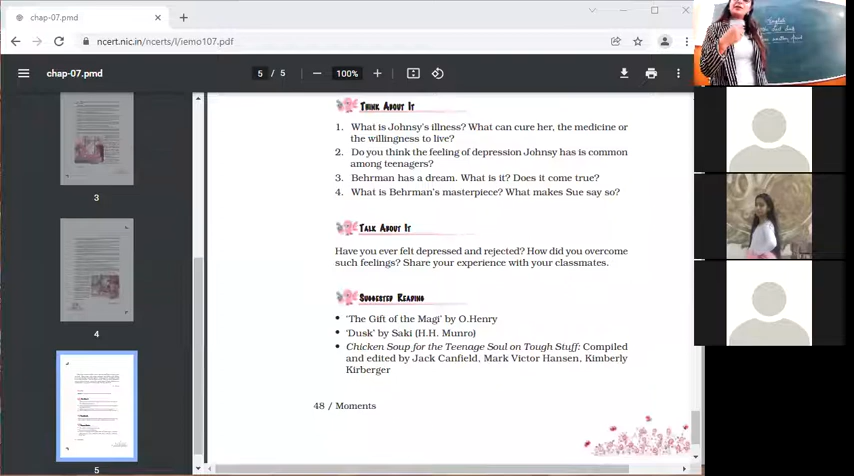 chap-07.pmd
ncert.nic.in/ncerts/l/iemo107.pdf
chap-07.pmd
5 / 5
100%
3
4
5
THINK ABOUT IT
1. What is Johnsy's illness? What can cure her, the medicine or
the willingness to live?
2. Do you think the feeling of depression Johnsy has is common
among teenagers?
3. Behrman has a dream. What is it? Does it come true?
4. What is Behrman's masterpiece? What makes Sue say so?
TALK ABOUT IT
Have you ever felt depressed and rejected? How did you overcome
such feelings? Share your experience with your classmates.
SUGGESTED READING
• 'The Gift of the Magi' by O.Henry
• 'Dusk' by Saki (H.H. Munro)
• Chicken Soup for the Teenage Soul on Tough Stuff: Compiled
and edited by Jack Canfield, Mark Victor Hansen, Kimberly
Kirberger
48 / Moments
English